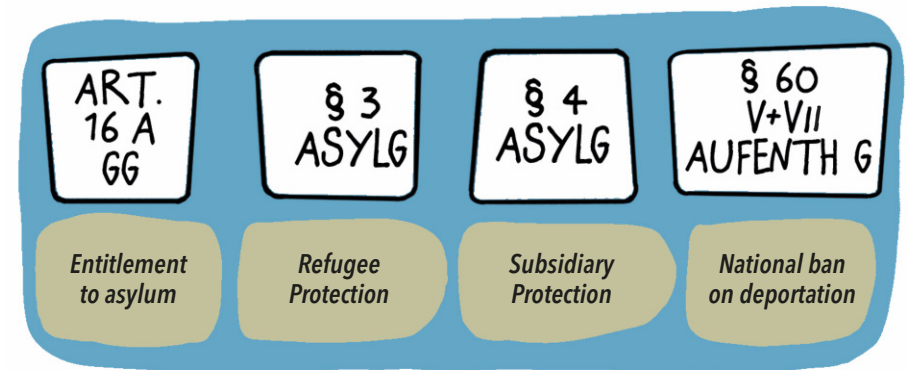 ART.
16 A
GG
§ 3
ASYLG
§ 4
ASYLG
§ 60
V+VII
AUFENTH G
Entitlement
to asylum
Refugee
Protection
Subsidiary
Protection
National ban
on deportation